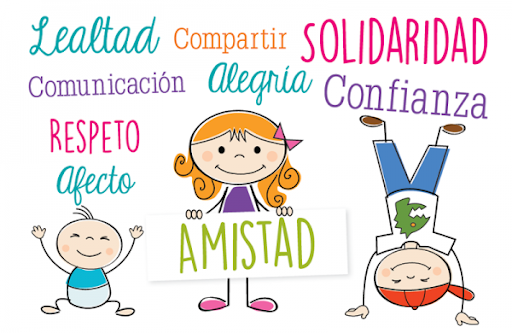 Lealtad Compartir SOLIDARIDAD
Comunicación Alegría Confianza
RESPETO
Afecto
AMISTAD